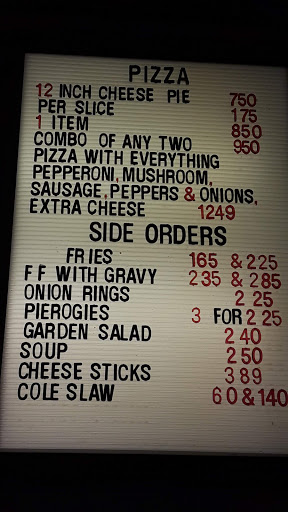 PIZZA
12 INCH CHEESE PIE 750
PER SLICE 175
1 ITEM 850
COMBO OF ANY TWO 950
PIZZA WITH EVERYTHING
PEPPERONI, MUSHROOM,
SAUSAGE, PEPPERS & ONIONS,
EXTRA CHEESE 1249
SIDE ORDERS
FRIES 165 & 225
F F WITH GRAVY 235 & 285
ONION RINGS 2 25
PIEROGIES 3 FOR 2 25
GARDEN SALAD 2 40
SOUP 2 50
CHEESE STICKS 3 89
COLE SLAW 60 & 140